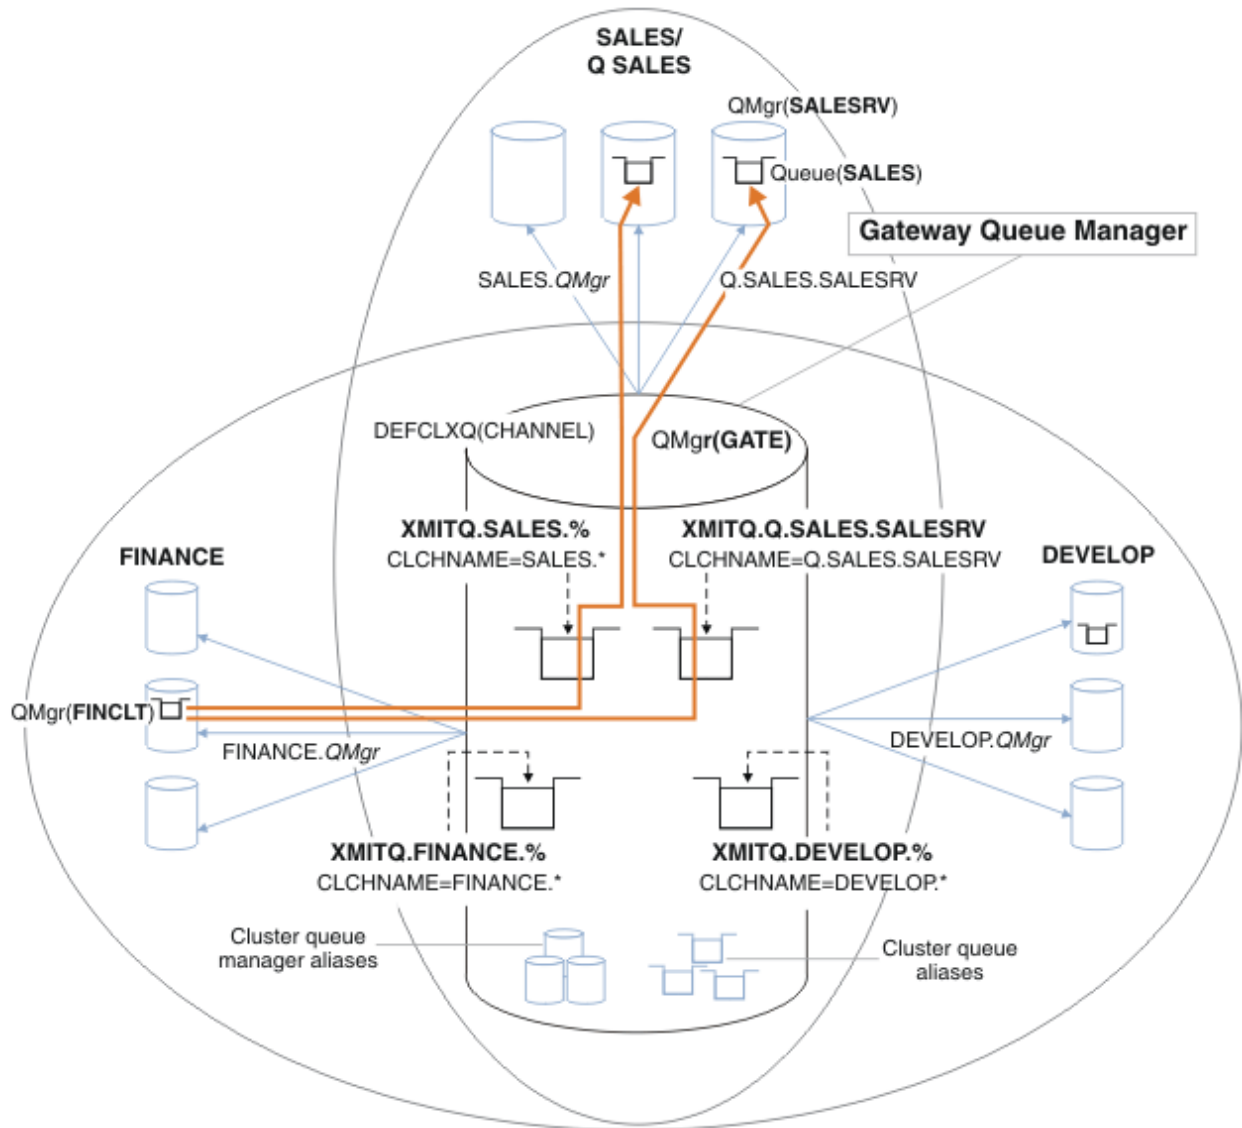 SALES/
Q SALES
QMgr(SALESRV)
Queue(SALES)
Gateway Queue Manager
SALES.QMgr
Q.SALES.SALESRV
DEFCLXQ(CHANNEL)
QMgr(GATE)
XMITQ.SALES.%
CLCHNAME=SALES.*
XMITQ.Q.SALES.SALESRV
CLCHNAME=Q.SALES.SALESRV
FINANCE
DEVELOP
QMgr(FINCLT)
FINANCE.QMgr
DEVELOP.QMgr
XMITQ.FINANCE.%
CLCHNAME=FINANCE.*
XMITQ.DEVELOP.%
CLCHNAME=DEVELOP.*
Cluster queue
manager aliases
Cluster queue
aliases